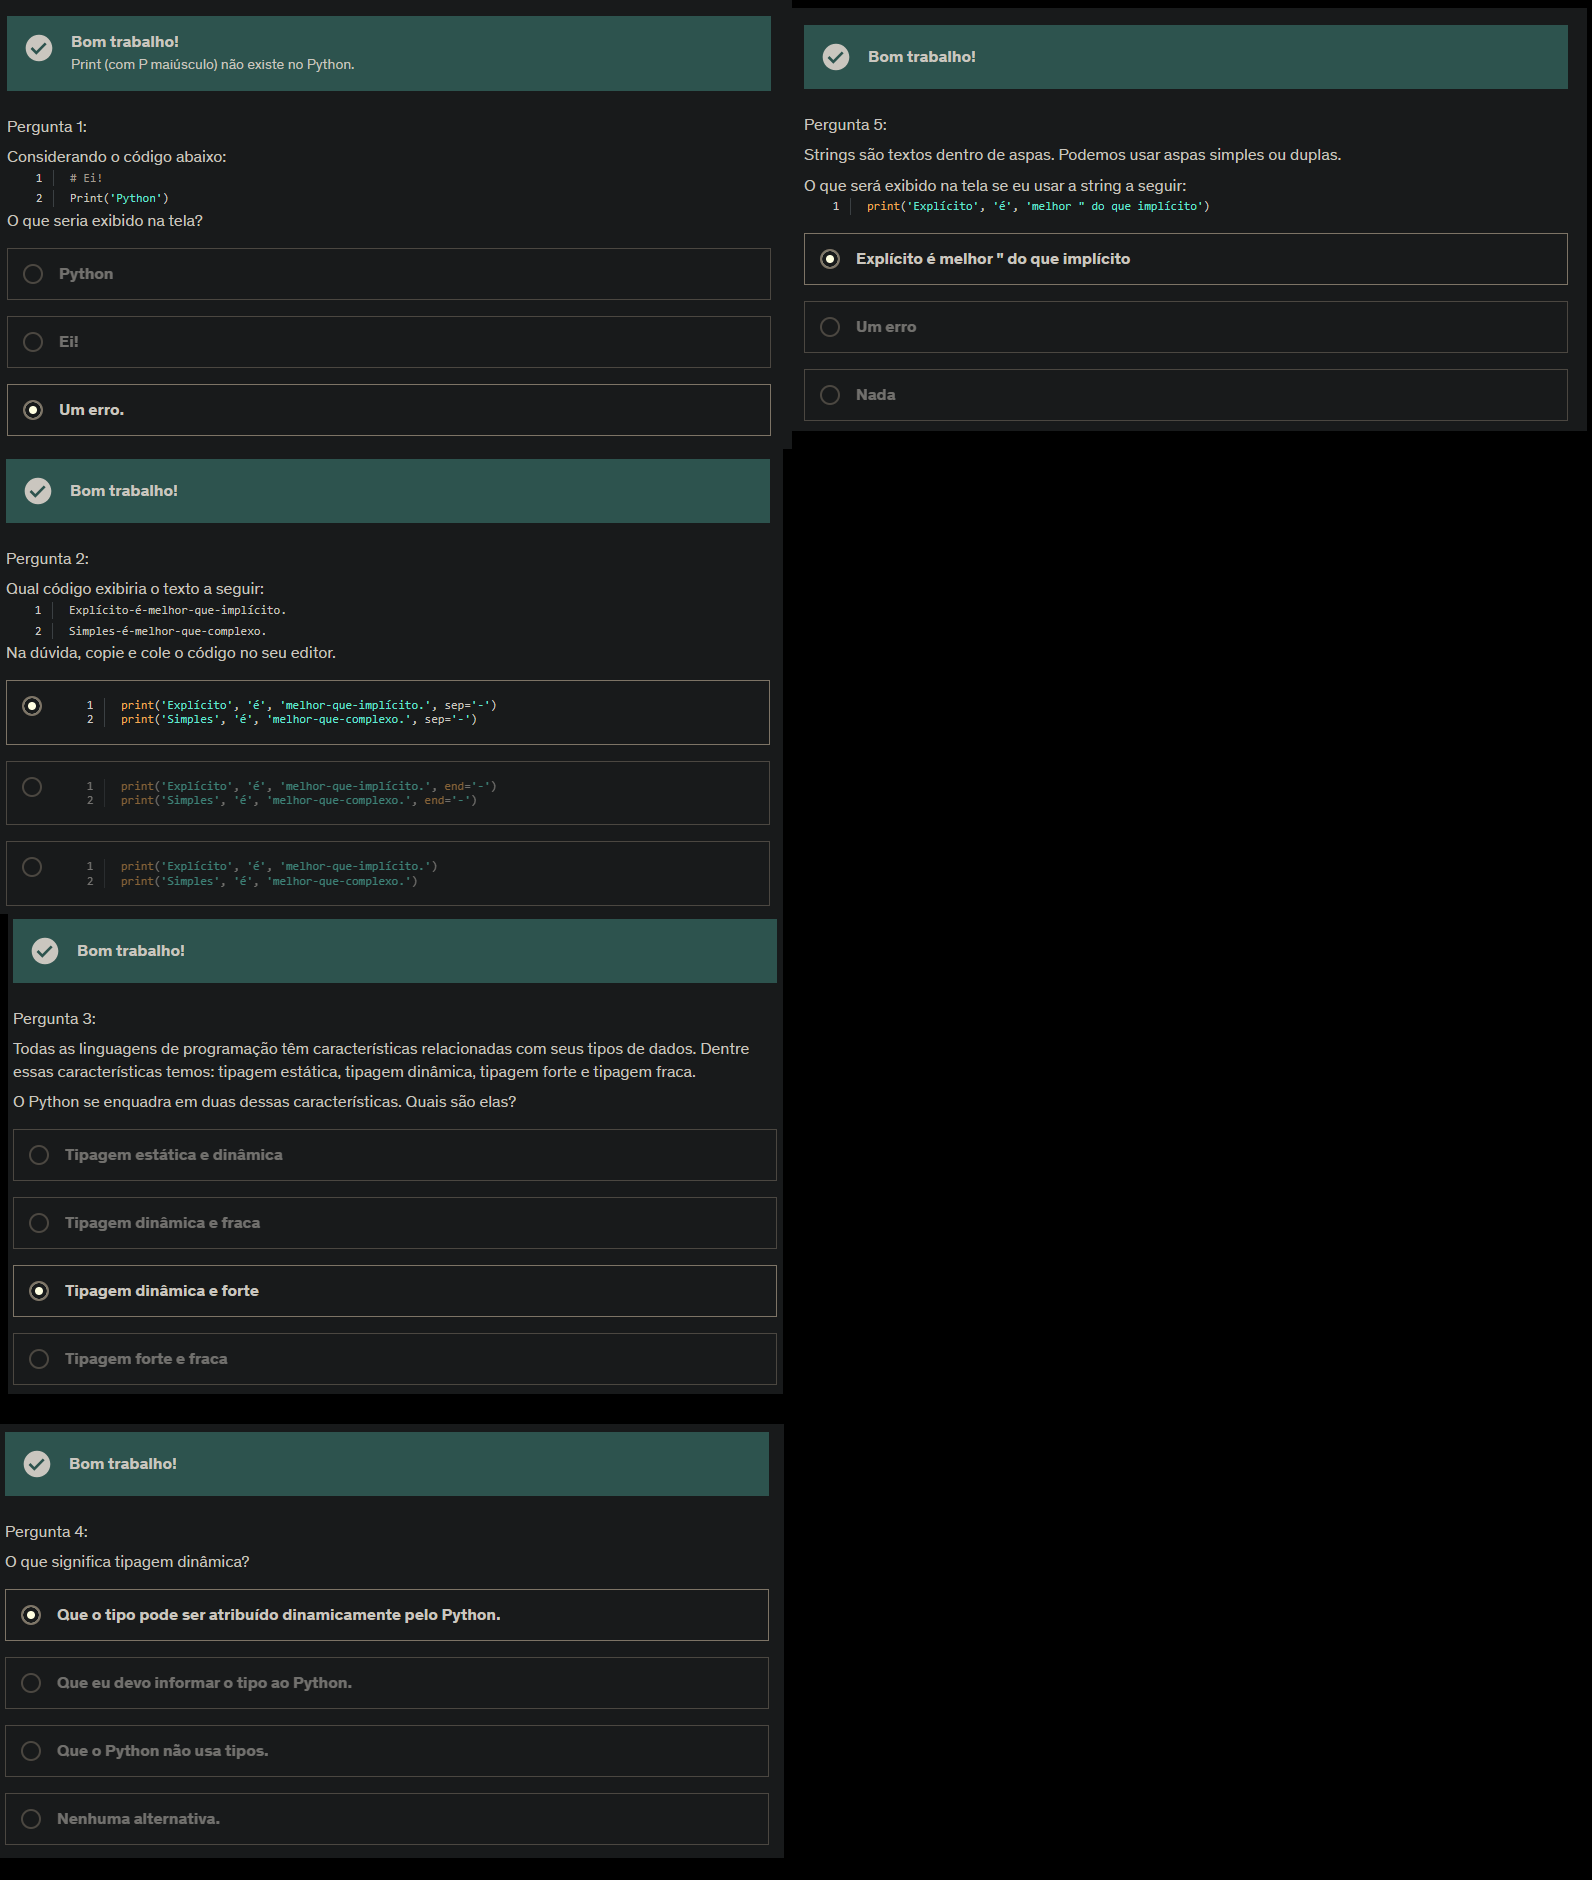 Bom trabalho!
Print (com P maiúsculo) não existe no Python.
Pergunta 1:
Considerando o código abaixo:
1 # Ei!
2 Print('Python')
O que seria exibido na tela?
Python
Ei!
Um erro.
Bom trabalho!
Pergunta 2:
Qual código exibiria o texto a seguir:
1 Explícito-é-melhor-que-implícito.
2 Simples-é-melhor-que-complexo.
Na dúvida, copie e cole o código no seu editor.
1 print('Explícito', 'é', 'melhor-que-implícito.', sep='-')
2 print('Simples', 'é', 'melhor-que-complexo.', sep='-')
1 print('Explícito', 'é', 'melhor-que-implícito.', end='-')
2 print('Simples', 'é', 'melhor-que-complexo.', end='-')
1 print('Explícito', 'é', 'melhor-que-implícito.')
2 print('Simples', 'é', 'melhor-que-complexo.')
Bom trabalho!
Pergunta 3:
Todas as linguagens de programação têm características relacionadas com seus tipos de dados. Dentre
essas características temos: tipagem estática, tipagem dinâmica, tipagem forte e tipagem fraca.
O Python se enquadra em duas dessas características. Quais são elas?
Tipagem estática e dinâmica
Tipagem dinâmica e fraca
Tipagem dinâmica e forte
Tipagem forte e fraca
Bom trabalho!
Pergunta 4:
O que significa tipagem dinâmica?
Que o tipo pode ser atribuído dinamicamente pelo Python.
Que eu devo informar o tipo ao Python.
Que o Python não usa tipos.
Nenhuma alternativa.
Bom trabalho!
Pergunta 5:
Strings são textos dentro de aspas. Podemos usar aspas simples ou duplas.
O que será exibido na tela se eu usar a string a seguir:
1 print('Explícito', 'é', 'melhor " do que implícito')
Explícito é melhor " do que implícito
Um erro
Nada